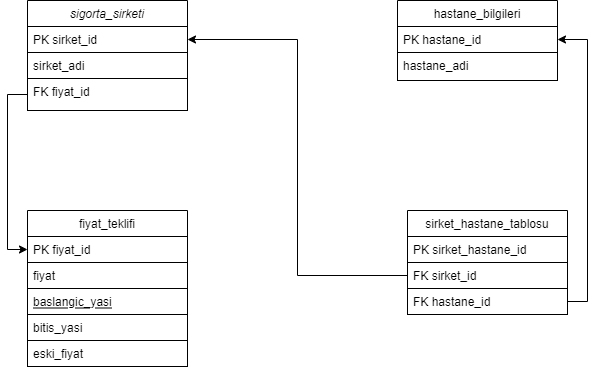 sigorta_sirketi
PK sirket_id
sirket_adi
FK fiyat_id
hastane_bilgileri
PK hastane_id
hastane_adi
fiyat_teklifi
PK fiyat_id
fiyat
baslangic_yasi
bitis_yasi
eski_fiyat
sirket_hastane_tablosu
PK sirket_hastane_id
FK sirket_id
FK hastane_id